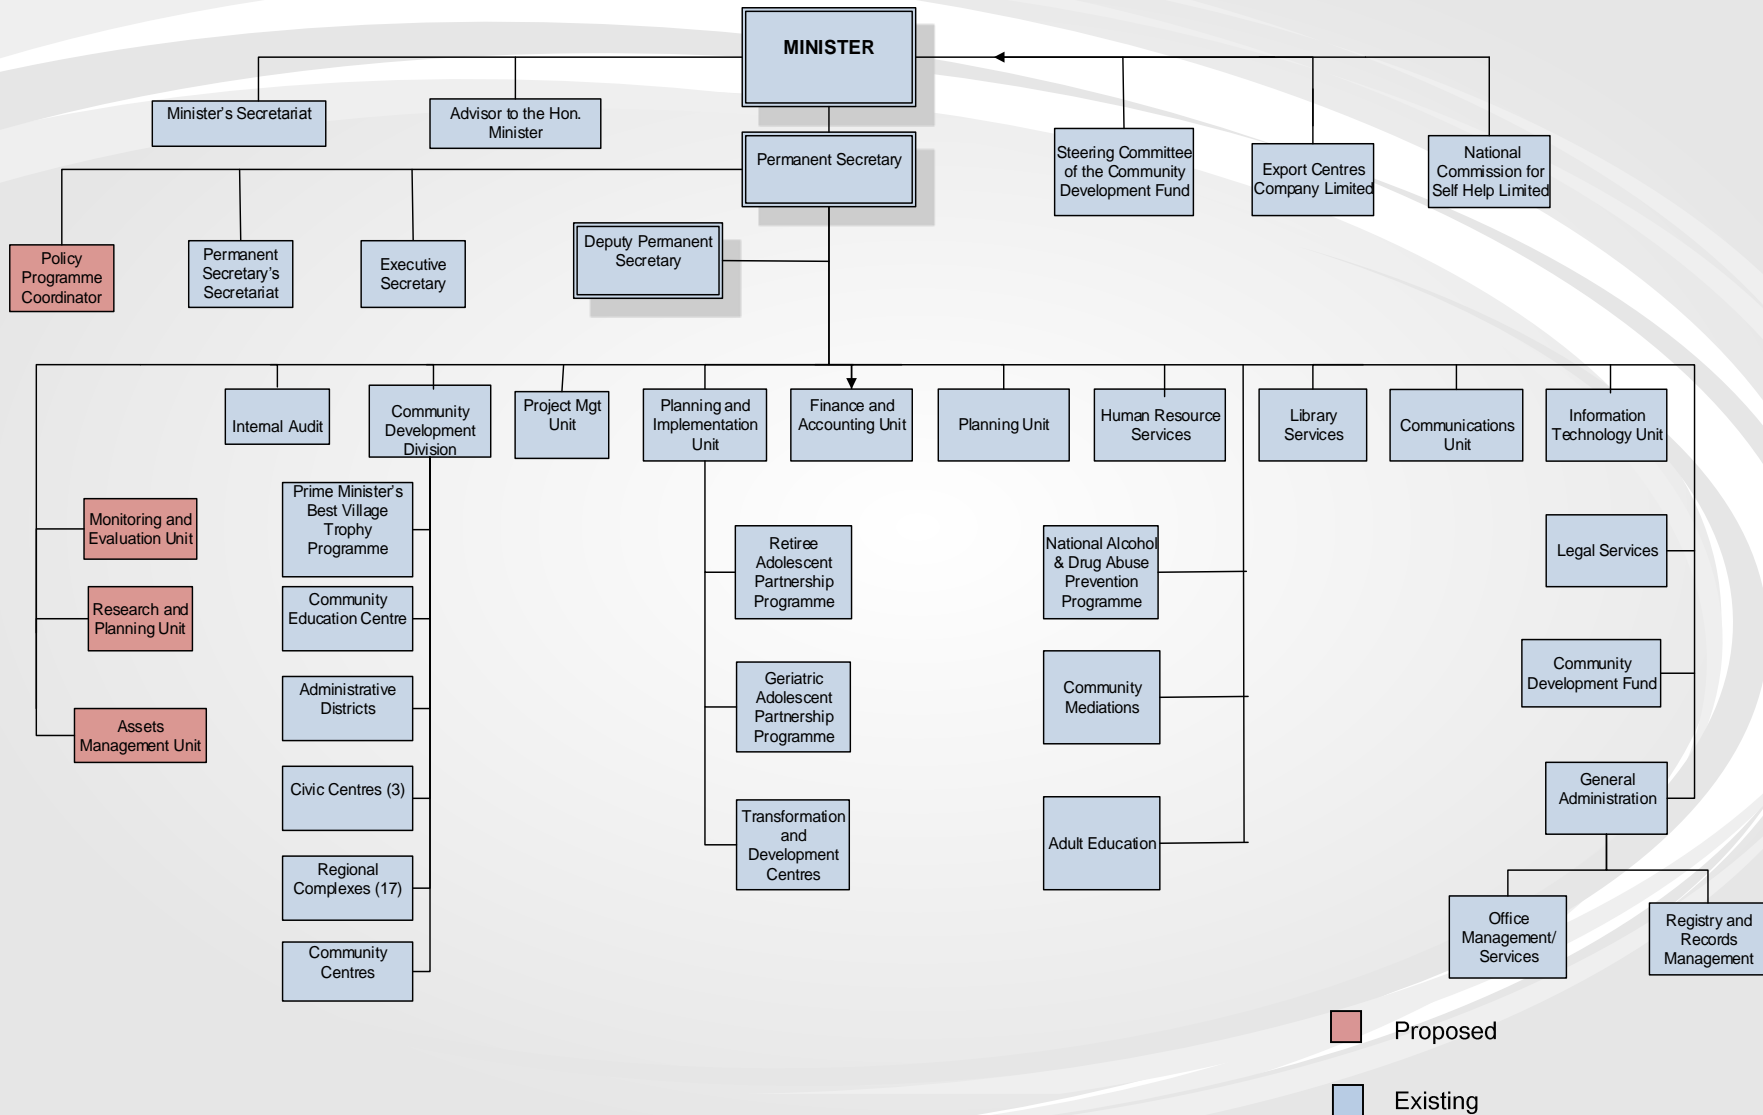 MINISTER
Minister's Secretariat
Advisor to the Hon.
Minister
Steering Committee
of the Community
Development Fund
Export Centres
Company Limited
National
Commission for
Self Help Limited
Permanent Secretary
Policy
Programme
Coordinator
Permanent
Secretary's
Secretariat
Executive
Secretary
Deputy Permanent
Secretary
Internal Audit
Community
Development
Division
Project Mgt
Unit
Planning and
Implementation
Unit
Finance and
Accounting Unit
Planning Unit
Human Resource
Services
Library
Services
Communications
Unit
Information
Technology Unit
Monitoring and
Evaluation Unit
Research and
Planning Unit
Assets
Management Unit
Prime Minister's
Best Village
Trophy
Programme
Community
Education Centre
Administrative
Districts
Civic Centres (3)
Regional
Complexes (17)
Community
Centres
Retiree
Adolescent
Partnership
Programme
Geriatric
Adolescent
Partnership
Programme
Transformation
and
Development
Centres
National Alcohol
& Drug Abuse
Prevention
Programme
Community
Mediations
Adult Education
Legal Services
Community
Development Fund
General
Administration
Office
Management/
Services
Registry and
Records
Management
Proposed
Existing